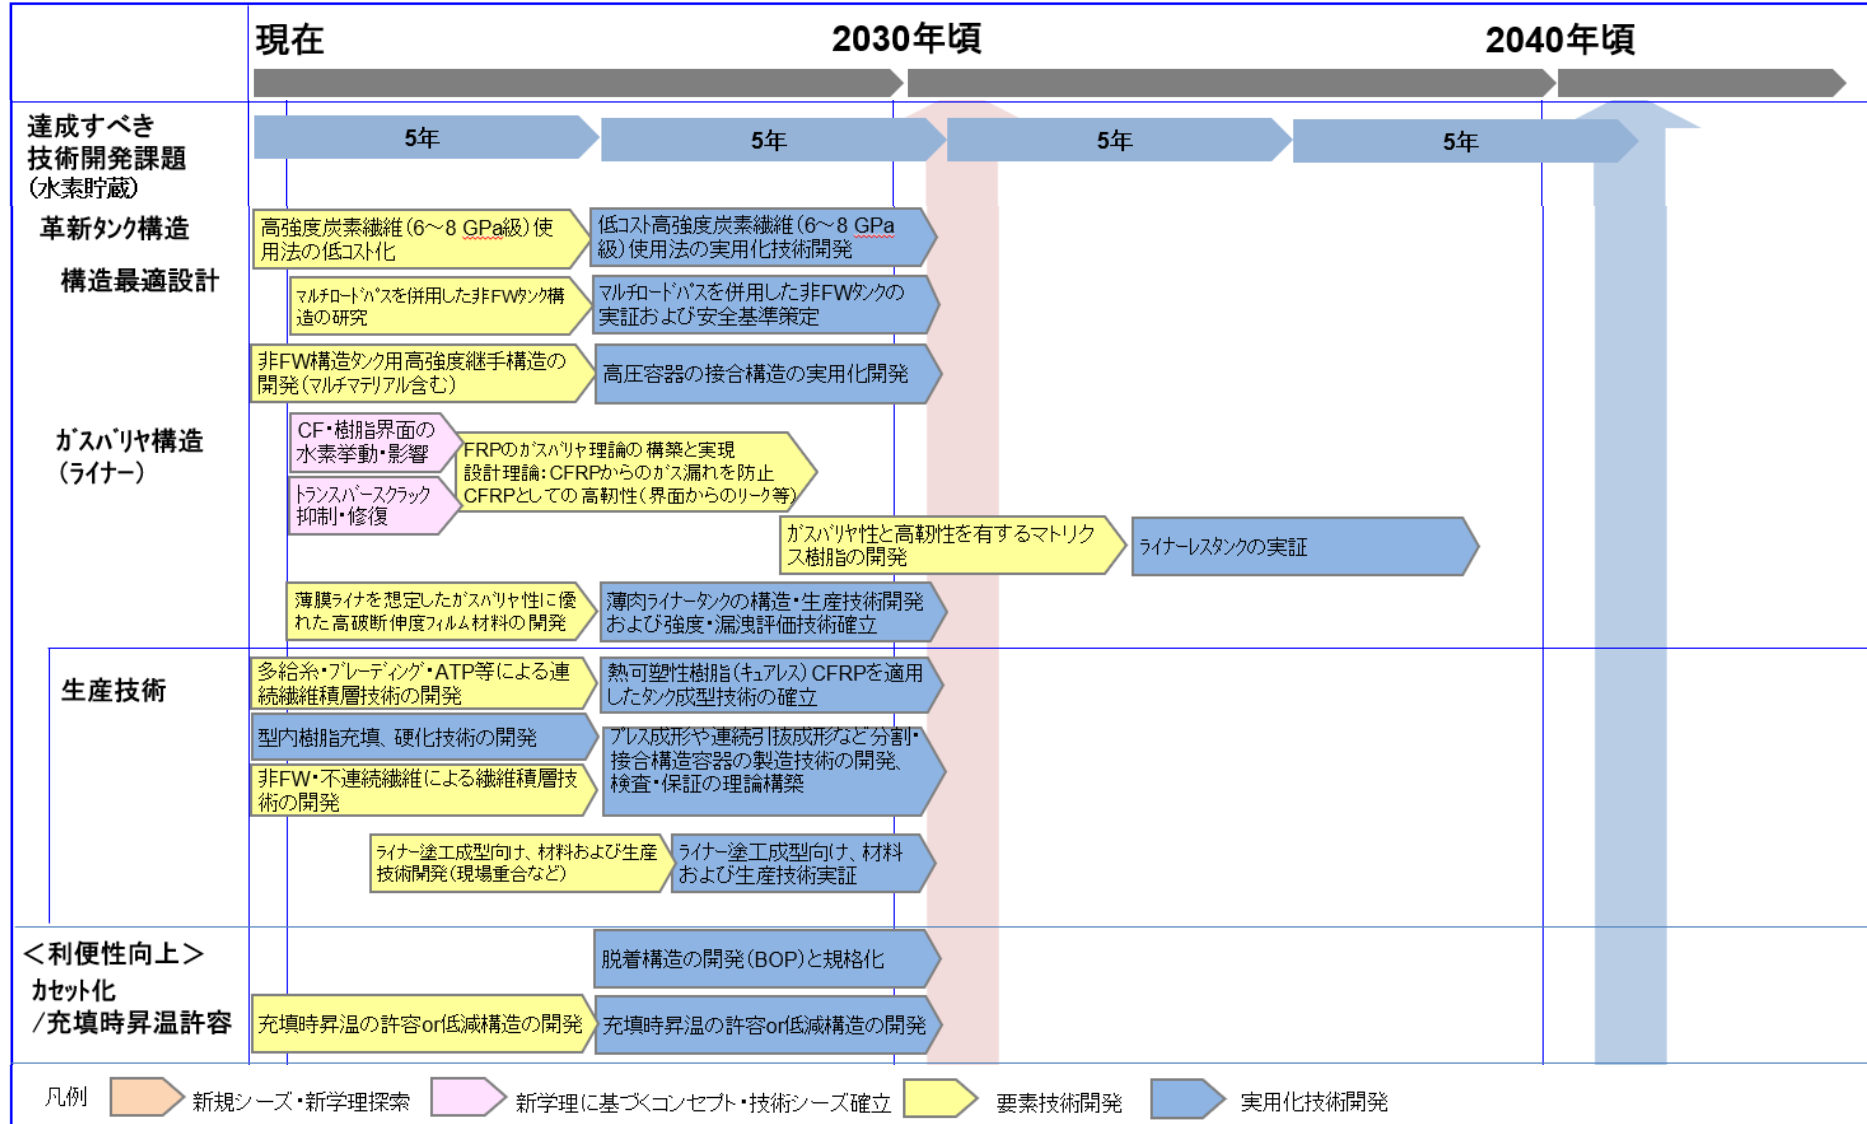 現在
2030年頃
2040年頃
達成すべき
技術開発課題
(水素貯蔵)
5年
5年
5年
5年
革新タンク構造
高強度炭素繊維(6～8 GPa級)使
用法の低コスト化
低コスト高強度炭素繊維(6～8 GPa
級)使用法の実用化技術開発
構造最適設計
マルチロードパスを併用した非FWタンク構
造の研究
マルチロードパスを併用した非FWタンクの
実証および安全基準策定
非FW構造タンク用高強度継手構造の
開発(マルチマテリアル含む)
高圧容器の接合構造の実用化開発
ガスバリヤ構造
(ライナー)
CF・樹脂界面の
水素挙動・影響
トランスバースクラック
抑制・修復
FRPのガスバリヤ理論の構築と実現
設計理論:CFRPからのガス漏れを防止
CFRPとしての高靭性(界面からのリーク等)
ガスバリヤ性と高靭性を有するマトリク
ス樹脂の開発
ライナーレスタンクの実証
薄膜ライナを想定したガスバリヤ性に優
れた高破断伸度フィルム材料の開発
薄肉ライナータンクの構造・生産技術開発
および強度・漏洩評価技術確立
生産技術
多給糸・ブレーディング・ATP等による連
続繊維積層技術の開発
熱可塑性樹脂(キュアレス)CFRPを適用
したタンク成型技術の確立
型内樹脂充填、硬化技術の開発
プレス成形や連続引抜成形など分割・
接合構造容器の製造技術の開発、
検査・保証の理論構築
非FW・不連続繊維による繊維積層技
術の開発
ライナー塗工成型向け、材料および生産
技術開発(現場重合など)
ライナー塗工成型向け、材料
および生産技術実証
＜利便性向上＞
カセット化
/充填時昇温許容
脱着構造の開発(BOP)と規格化
充填時昇温の許容or低減構造の開発
充填時昇温の許容or低減構造の開発
凡例
新規シーズ・新学理探索
新学理に基づくコンセプト・技術シーズ確立
要素技術開発
実用化技術開発